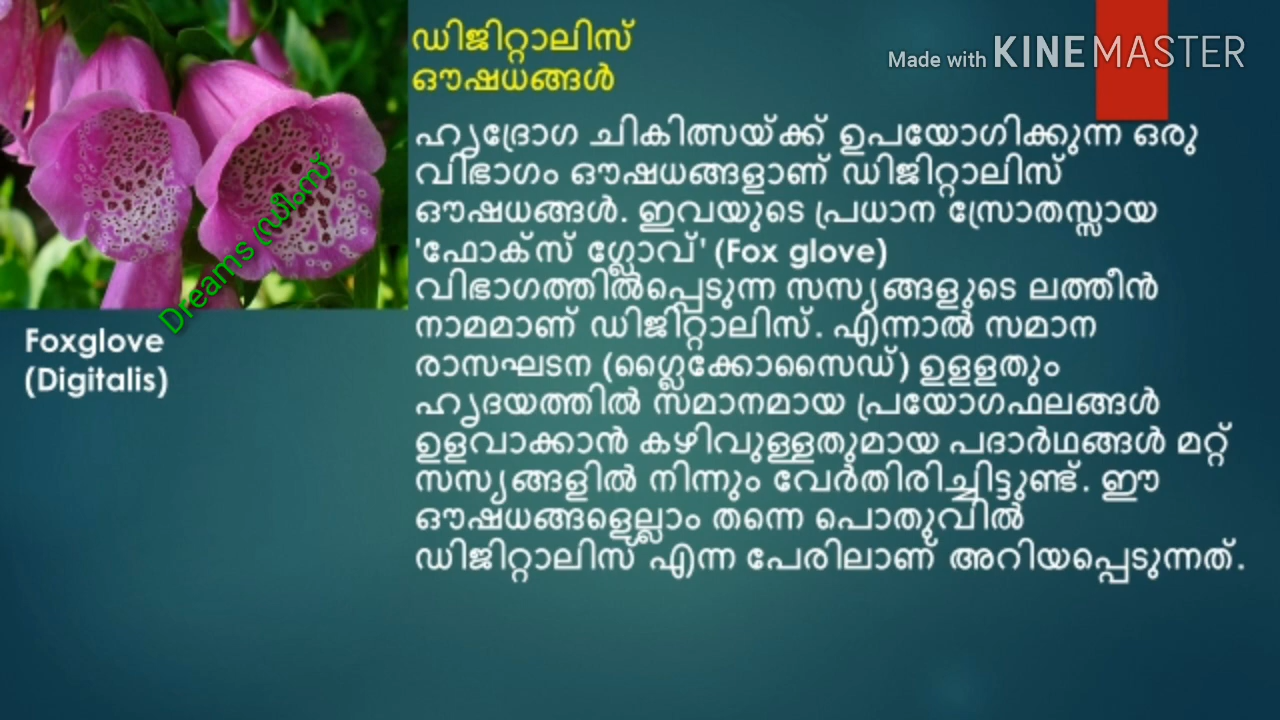 ഡിജിറ്റാലിസ്
ഔഷധങ്ങൾ
Made with KINEMASTER
ഹൃദ്രോഗ ചികിത്സയ്ക്ക് ഉപയോഗിക്കുന്ന ഒരു
വിഭാഗം ഔഷധങ്ങളാണ് ഡിജിറ്റാലിസ്
ഔഷധങ്ങൾ. ഇവയുടെ പ്രധാന സ്രോതസ്സായ
'ഫോക്സ് ഗ്ലോവ്' (Fox glove)
വിഭാഗത്തിൽപ്പെടുന്ന സസ്യങ്ങളുടെ ലത്തീൻ
നാമമാണ് ഡിജിറ്റാലിസ്. എന്നാൽ സമാന
രാസഘടന (ഗ്ലൈക്കോസൈഡ്) ഉളളതും
ഹൃദയത്തിൽ സമാനമായ പ്രയോഗഫലങ്ങൾ
ഉളവാക്കാൻ കഴിവുള്ളതുമായ പദാർഥങ്ങൾ മറ്റ്
സസ്യങ്ങളിൽ നിന്നും വേർതിരിച്ചിട്ടുണ്ട്. ഈ
ഔഷധങ്ങളെല്ലാം തന്നെ പൊതുവിൽ
ഡിജിറ്റാലിസ് എന്ന പേരിലാണ് അറിയപ്പെടുന്നത്.
Dreams (ഡ്രീംസ്
Foxglove
(Digitalis)